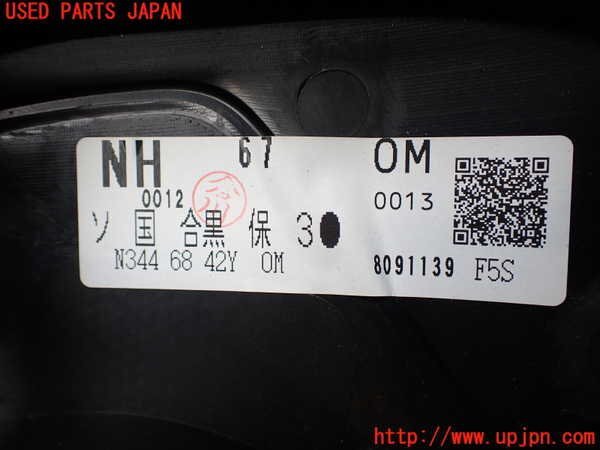 USED PARTS JAPAN
NH 67 OM
0012 0013
ソ 国 合黒 保 3●
N344 68 42Y OM 8091139 F5S
http://www.upjpn.com/